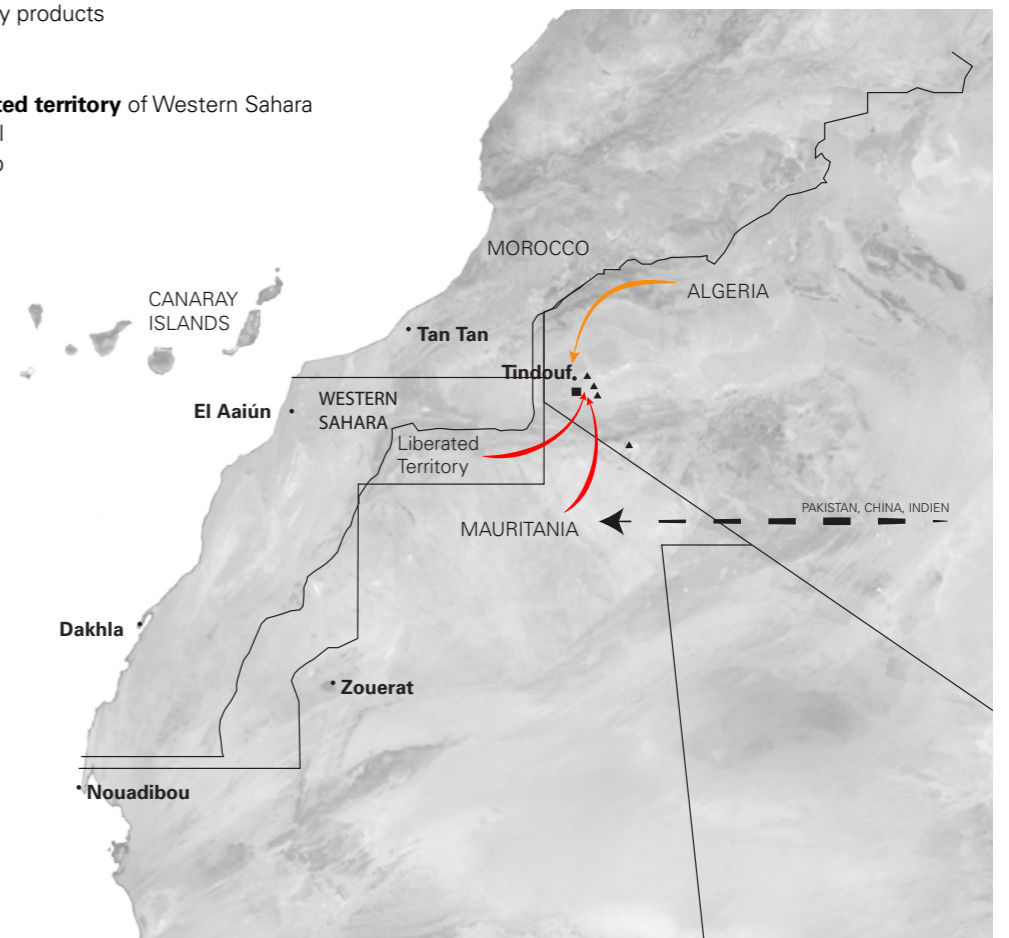 y products
ted territory of Western Sahara
MOROCCO
ALGERIA
CANARAY
ISLANDS
Tan Tan
Tindouf
WESTERN
SAHARA
El Aaiún
Liberated
Territory
PAKISTAN, CHINA, INDIEN
MAURITANIA
Dakhla
Zouerat
Nouadibou